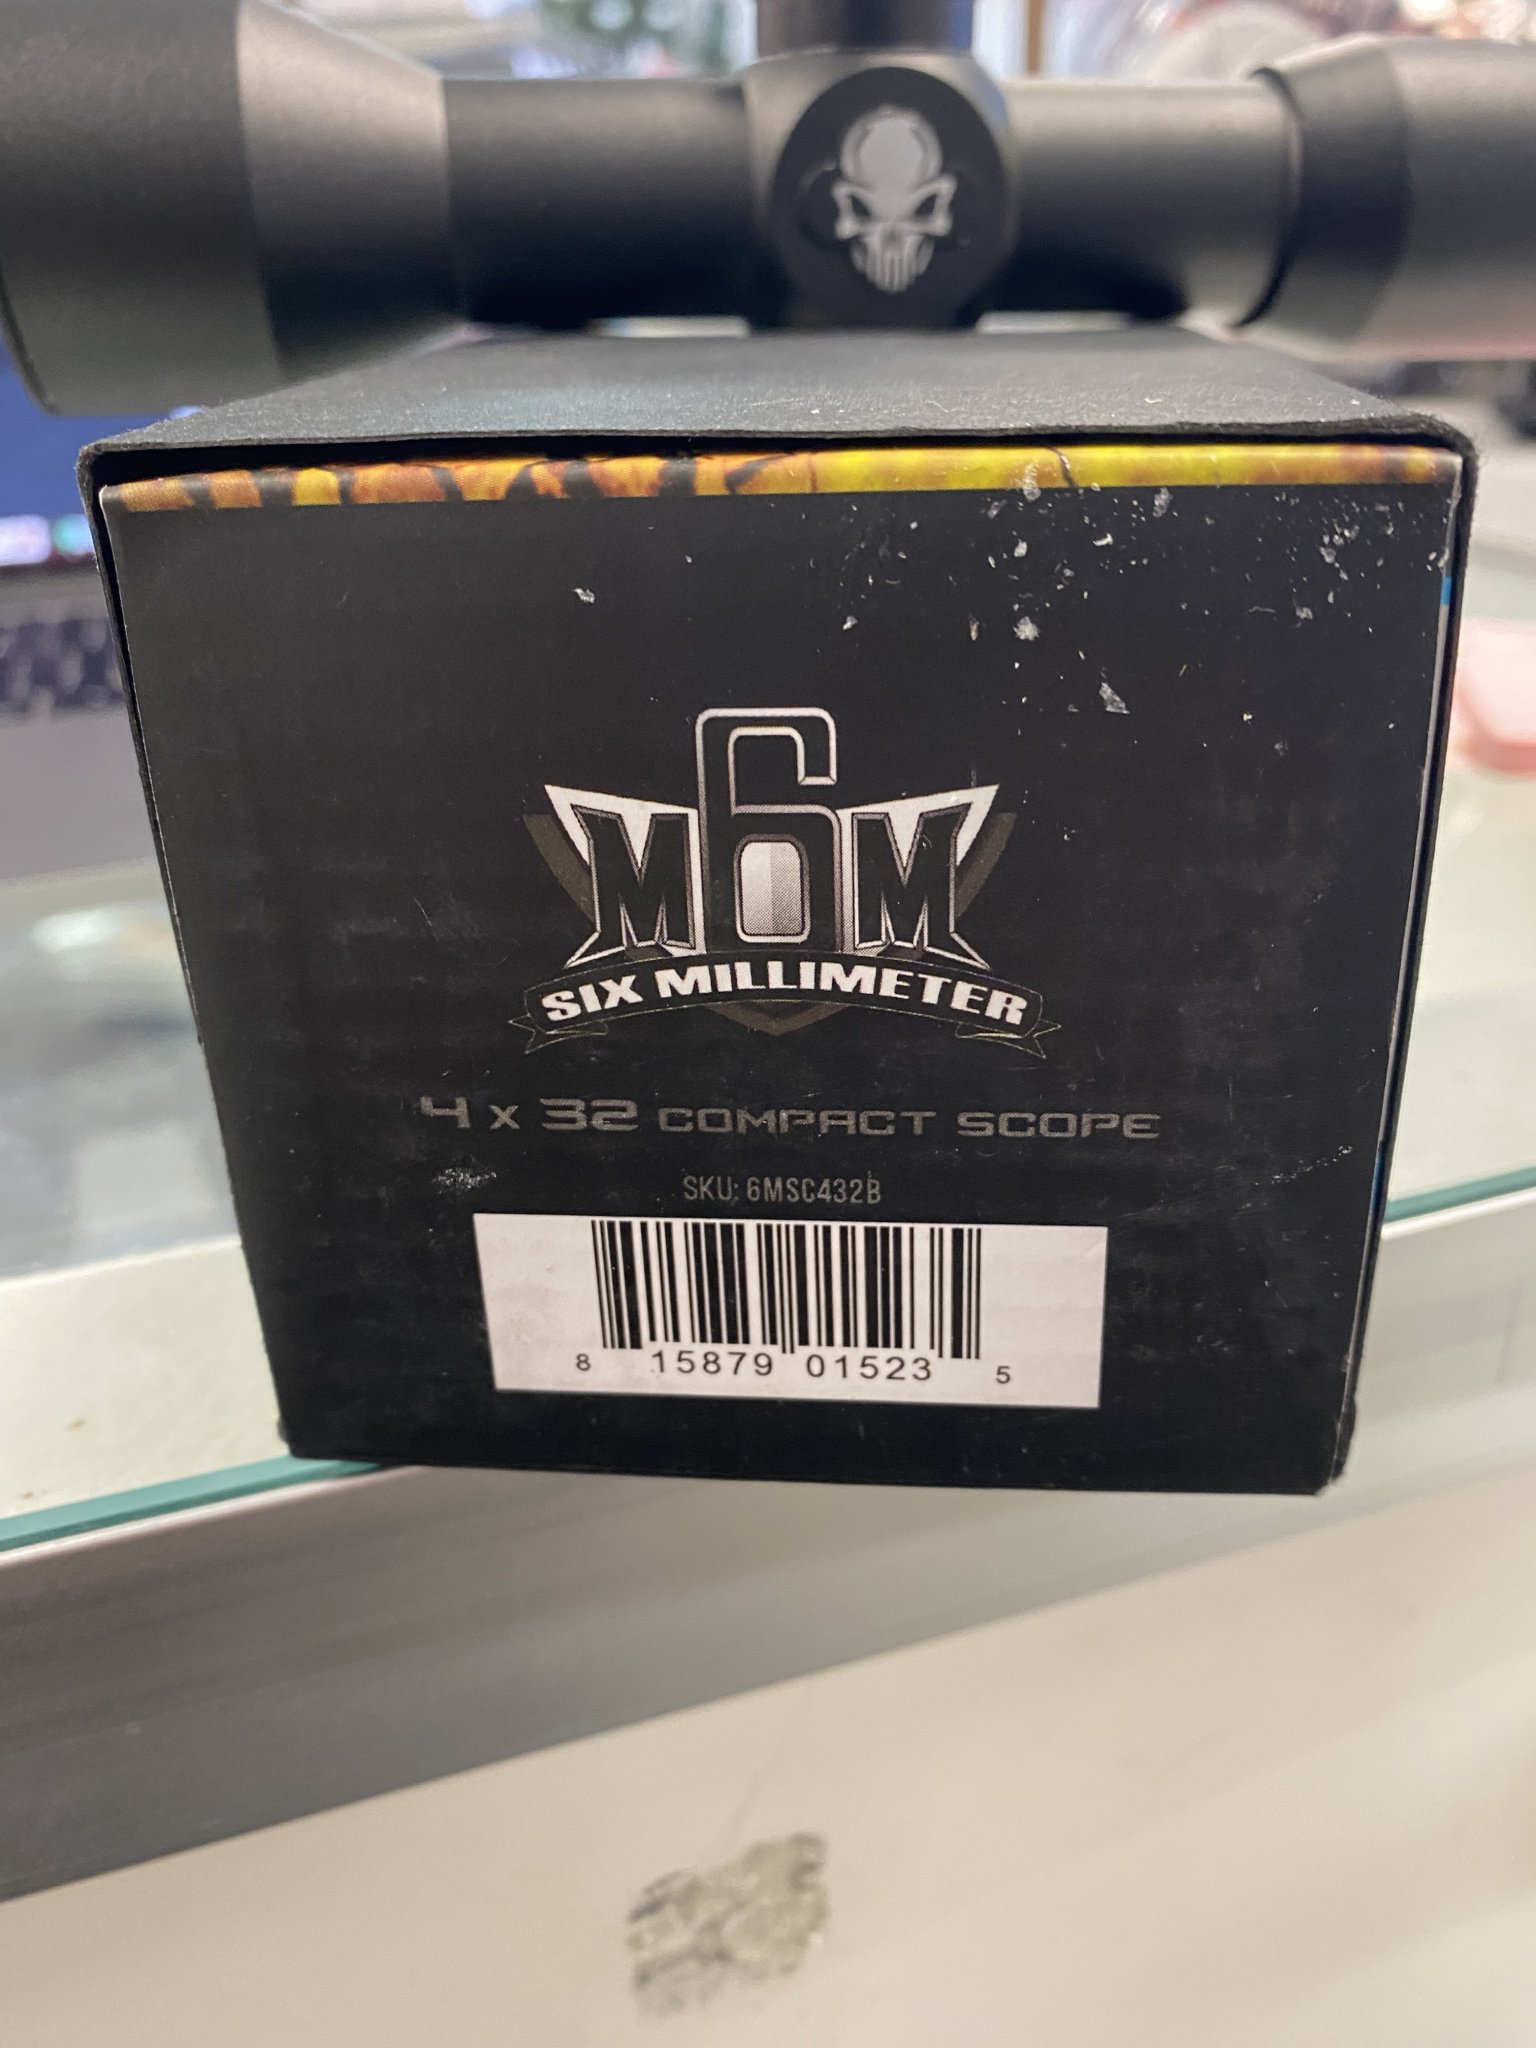 M6M
SIX MILLIMETER
4 x 32 COMPACT SCOPE
SKU: 6MSC432B
8 15879 01523 5